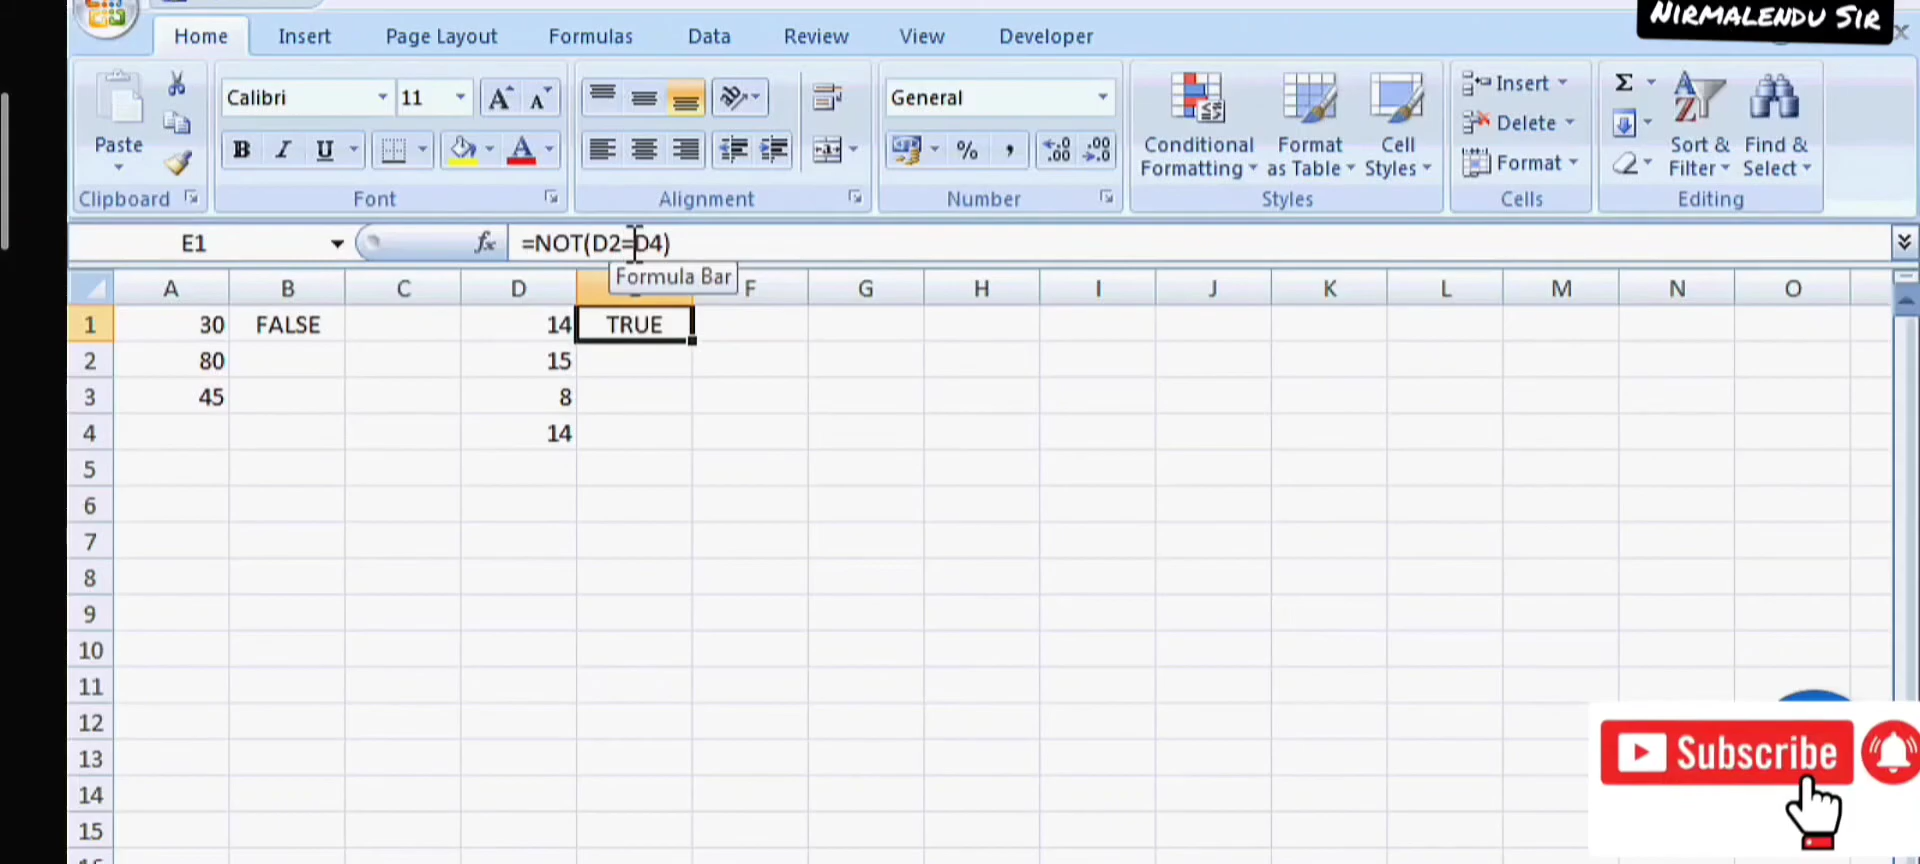 NIRMALENDU SIR
Home Insert Page Layout Formulas Data Review View Developer
Calibri 11 General
Paste B I U % , Conditional Formatting Format as Table Cell Styles Insert Delete Format Σ Sort & Filter Find & Select
Clipboard Font Alignment Number Styles Cells Editing
E1 fx =NOT(D2=D4)
Formula Bar
A B C D F G H I J K L M N O
1 30 FALSE 14 TRUE
2 80 15
3 45 8
4 14
5
6
7
8
9
10
11
12
13
14
15
Subscribe